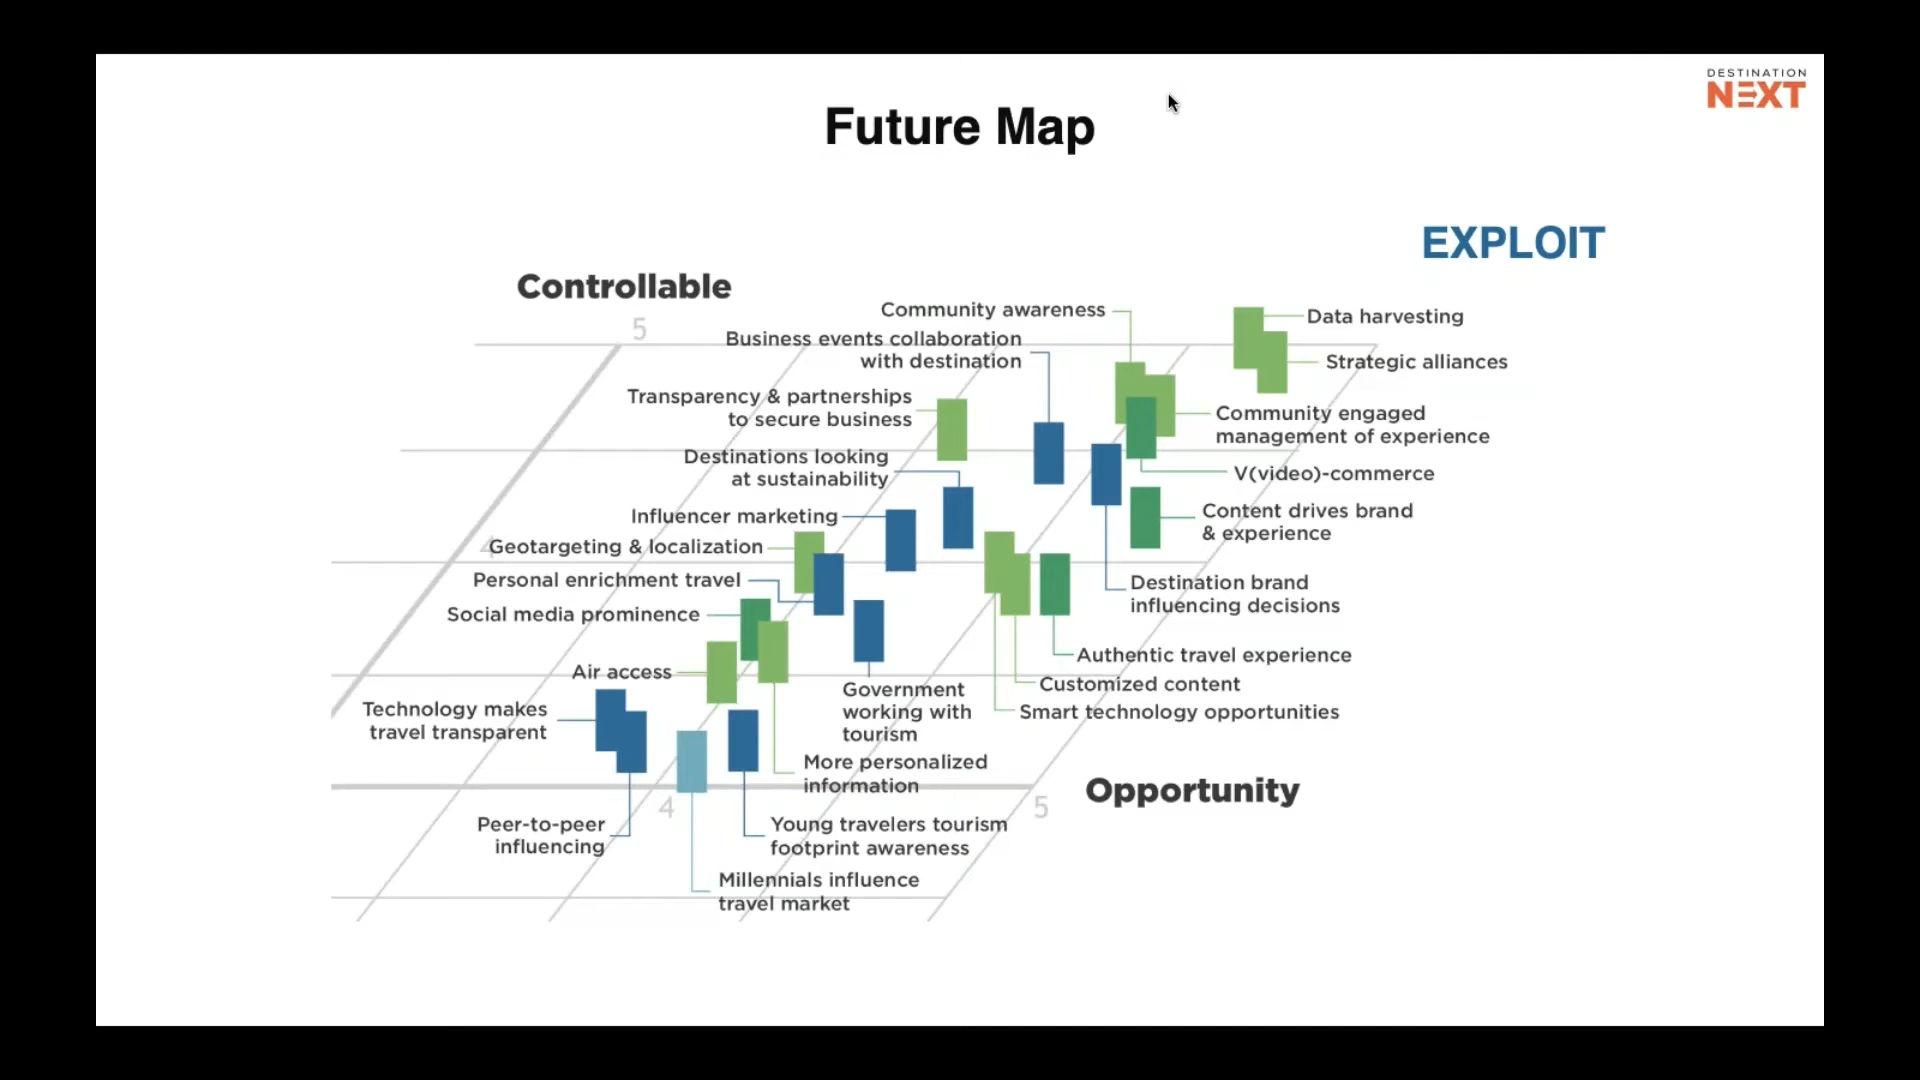 DESTINATION
NEXT
Future Map
EXPLOIT
Controllable
5
Community awareness
Data harvesting
Business events collaboration
with destination
Strategic alliances
Transparency & partnerships
to secure business
Community engaged
management of experience
Destinations looking
at sustainability
V(video)-commerce
Influencer marketing
Content drives brand
& experience
4
Geotargeting & localization
Personal enrichment travel
Destination brand
influencing decisions
Social media prominence
Authentic travel experience
Air access
Customized content
Government
working with
tourism
Smart technology opportunities
Technology makes
travel transparent
More personalized
information
Opportunity
4
5
Peer-to-peer
influencing
Young travelers tourism
footprint awareness
Millennials influence
travel market